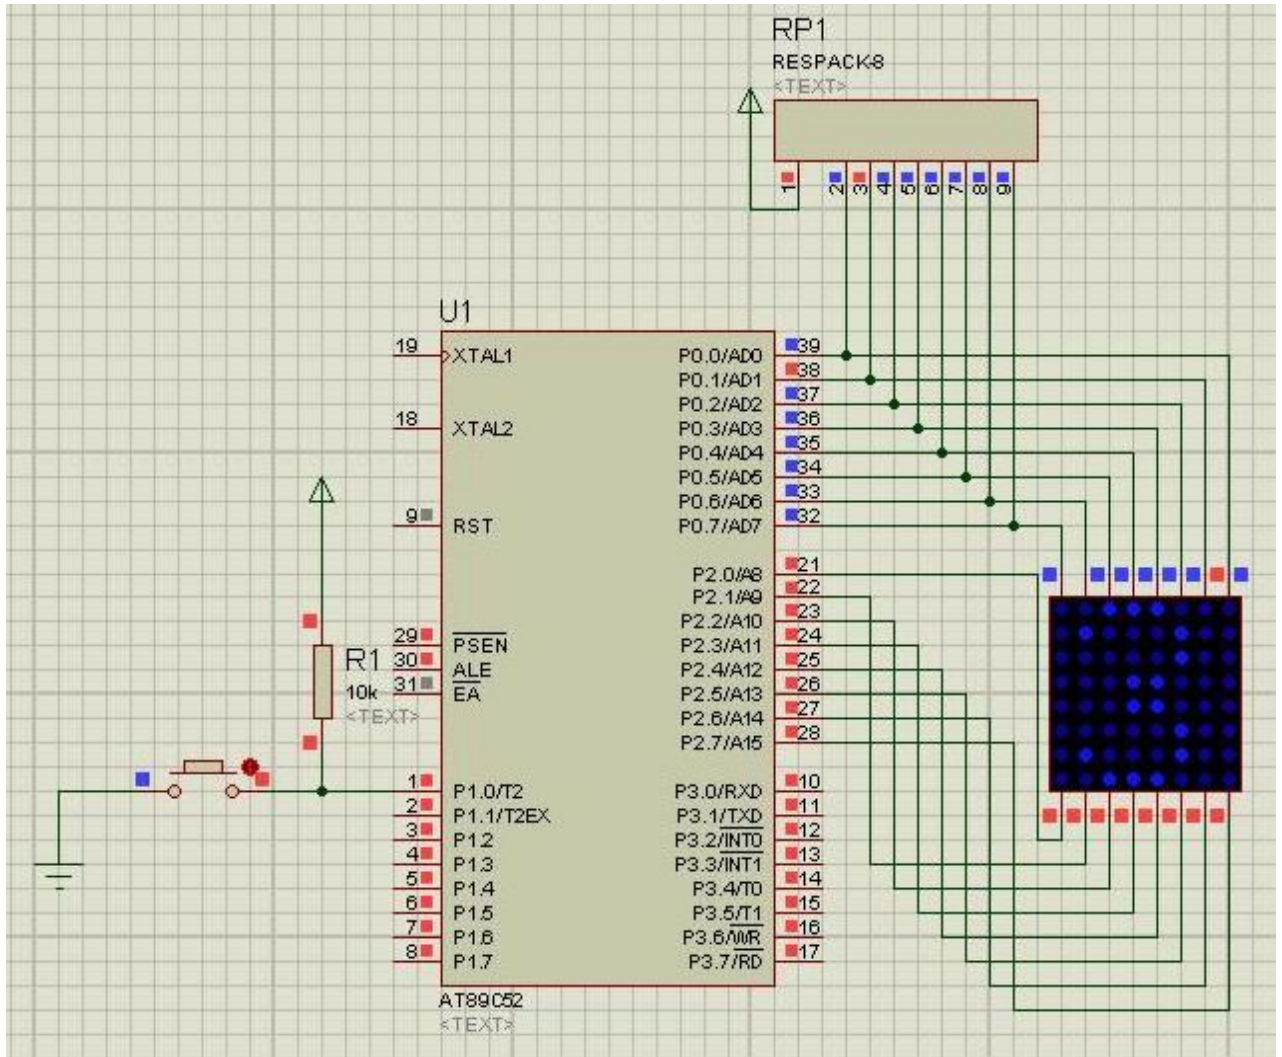 RP1
RESPACK-8
<TEXT>
1 2 3 4 5 6 7 8 9
U1
19 XTAL1 P0.0/AD0 39
P0.1/AD1 38
P0.2/AD2 37
18 XTAL2 P0.3/AD3 36
P0.4/AD4 35
P0.5/AD5 34
P0.6/AD6 33
9 RST P0.7/AD7 32
P2.0/A8 21
P2.1/A9 22
P2.2/A10 23
29 PSEN P2.3/A11 24
R1 30 ALE P2.4/A12 25
10k 31 EA P2.5/A13 26
<TEXT> P2.6/A14 27
P2.7/A15 28
1 P1.0/T2 P3.0/RXD 10
2 P1.1/T2EX P3.1/TXD 11
3 P1.2 P3.2/INT0 12
4 P1.3 P3.3/INT1 13
5 P1.4 P3.4/T0 14
6 P1.5 P3.5/T1 15
7 P1.6 P3.6/WR 16
8 P1.7 P3.7/RD 17
AT89C52
<TEXT>